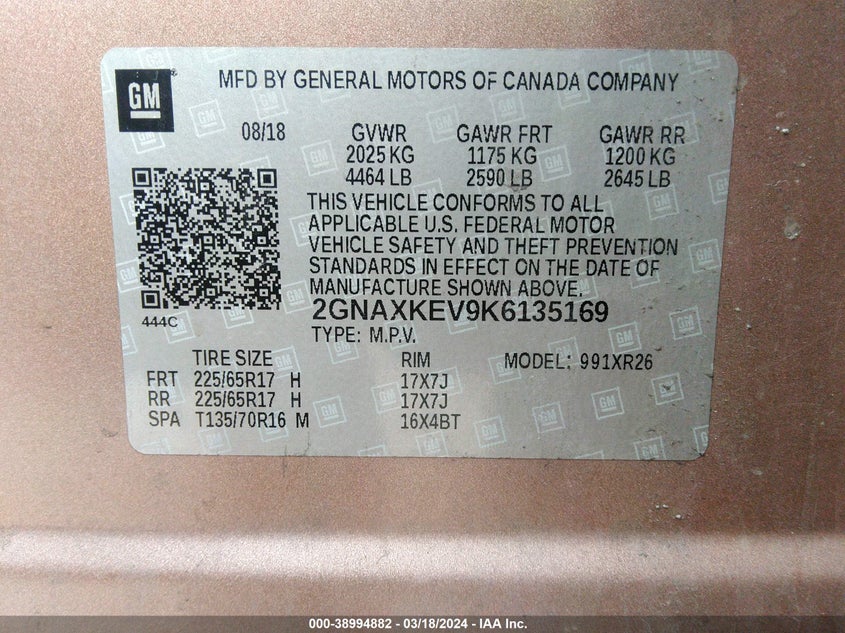 GM
MFD BY GENERAL MOTORS OF CANADA COMPANY
08/18 GVWR GAWR FRT GAWR RR
2025 KG 1175 KG 1200 KG
4464 LB 2590 LB 2645 LB
THIS VEHICLE CONFORMS TO ALL
APPLICABLE U.S. FEDERAL MOTOR
VEHICLE SAFETY AND THEFT PREVENTION
STANDARDS IN EFFECT ON THE DATE OF
MANUFACTURE SHOWN ABOVE.
444C 2GNAXKEV9K6135169
TYPE: M.P.V.
TIRE SIZE RIM MODEL: 991XR26
FRT 225/65R17 H 17X7J
RR 225/65R17 H 17X7J
SPA T135/70R16 M 16X4BT
000-38994882 - 03/18/2024 - IAA Inc.